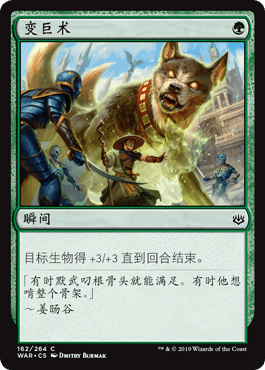 变巨术
瞬间
目标生物得 +3/+3 直到回合结束。
「有时默武叼根骨头就能满足。有时他想
啃整个骨架。」
～姜旸谷
162/264 C
WAR • CS DMITRY BURMAK
™ & © 2019 Wizards of the Coast